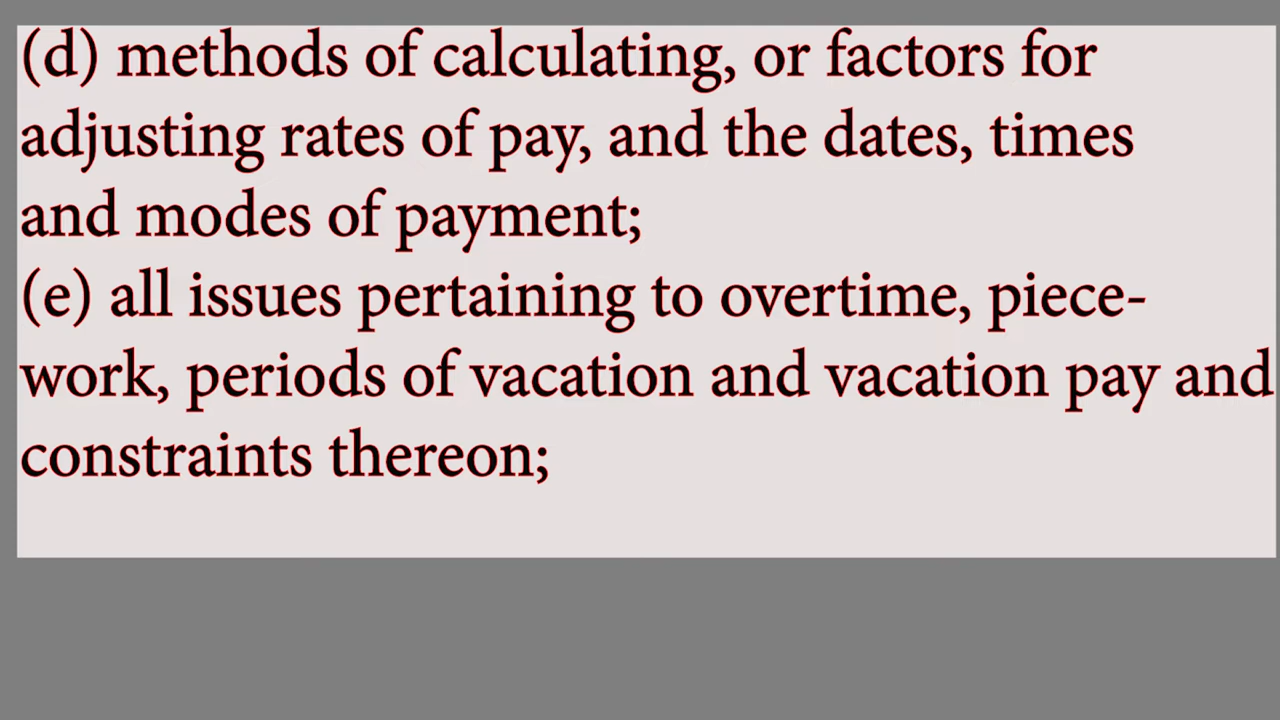 (d) methods of calculating, or factors for
adjusting rates of pay, and the dates, times
and modes of payment;
(e) all issues pertaining to overtime, piece-
work, periods of vacation and vacation pay and
constraints thereon;